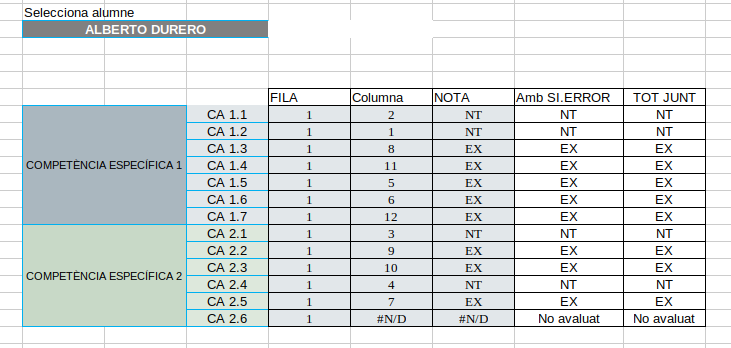 Selecciona alumne
ALBERTO DURERO
FILA Columna NOTA Amb SI.ERROR TOT JUNT
COMPETÈNCIA ESPECÍFICA 1
CA 1.1 1 2 NT NT NT
CA 1.2 1 1 NT NT NT
CA 1.3 1 8 EX EX EX
CA 1.4 1 11 EX EX EX
CA 1.5 1 5 EX EX EX
CA 1.6 1 6 EX EX EX
CA 1.7 1 12 EX EX EX
COMPETÈNCIA ESPECÍFICA 2
CA 2.1 1 3 NT NT NT
CA 2.2 1 9 EX EX EX
CA 2.3 1 10 EX EX EX
CA 2.4 1 4 NT NT NT
CA 2.5 1 7 EX EX EX
CA 2.6 1 #N/D #N/D No avaluat No avaluat